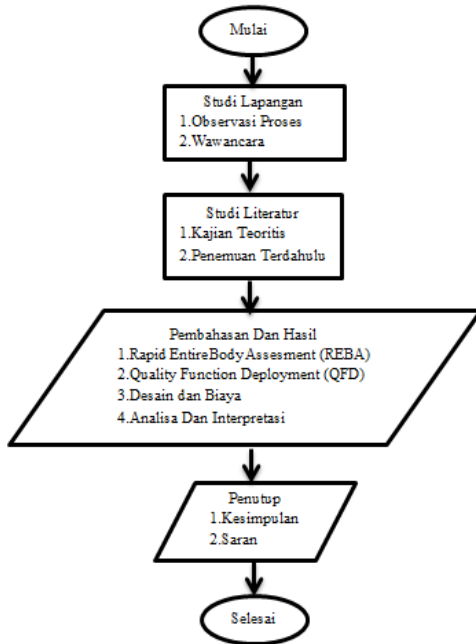 Mulai
Studi Lapangan
1.Observasi Proses
2.Wawancara
Studi Literatur
1.Kajian Teoritis
2.Penemuan Terdahulu
Pembahasan Dan Hasil
1.Rapid Entire Body Assesment (REBA)
2.Quality Function Deployment (QFD)
3.Desain dan Biaya
4.Analisa Dan Interpretasi
Penutup
1.Kesimpulan
2.Saran
Selesai